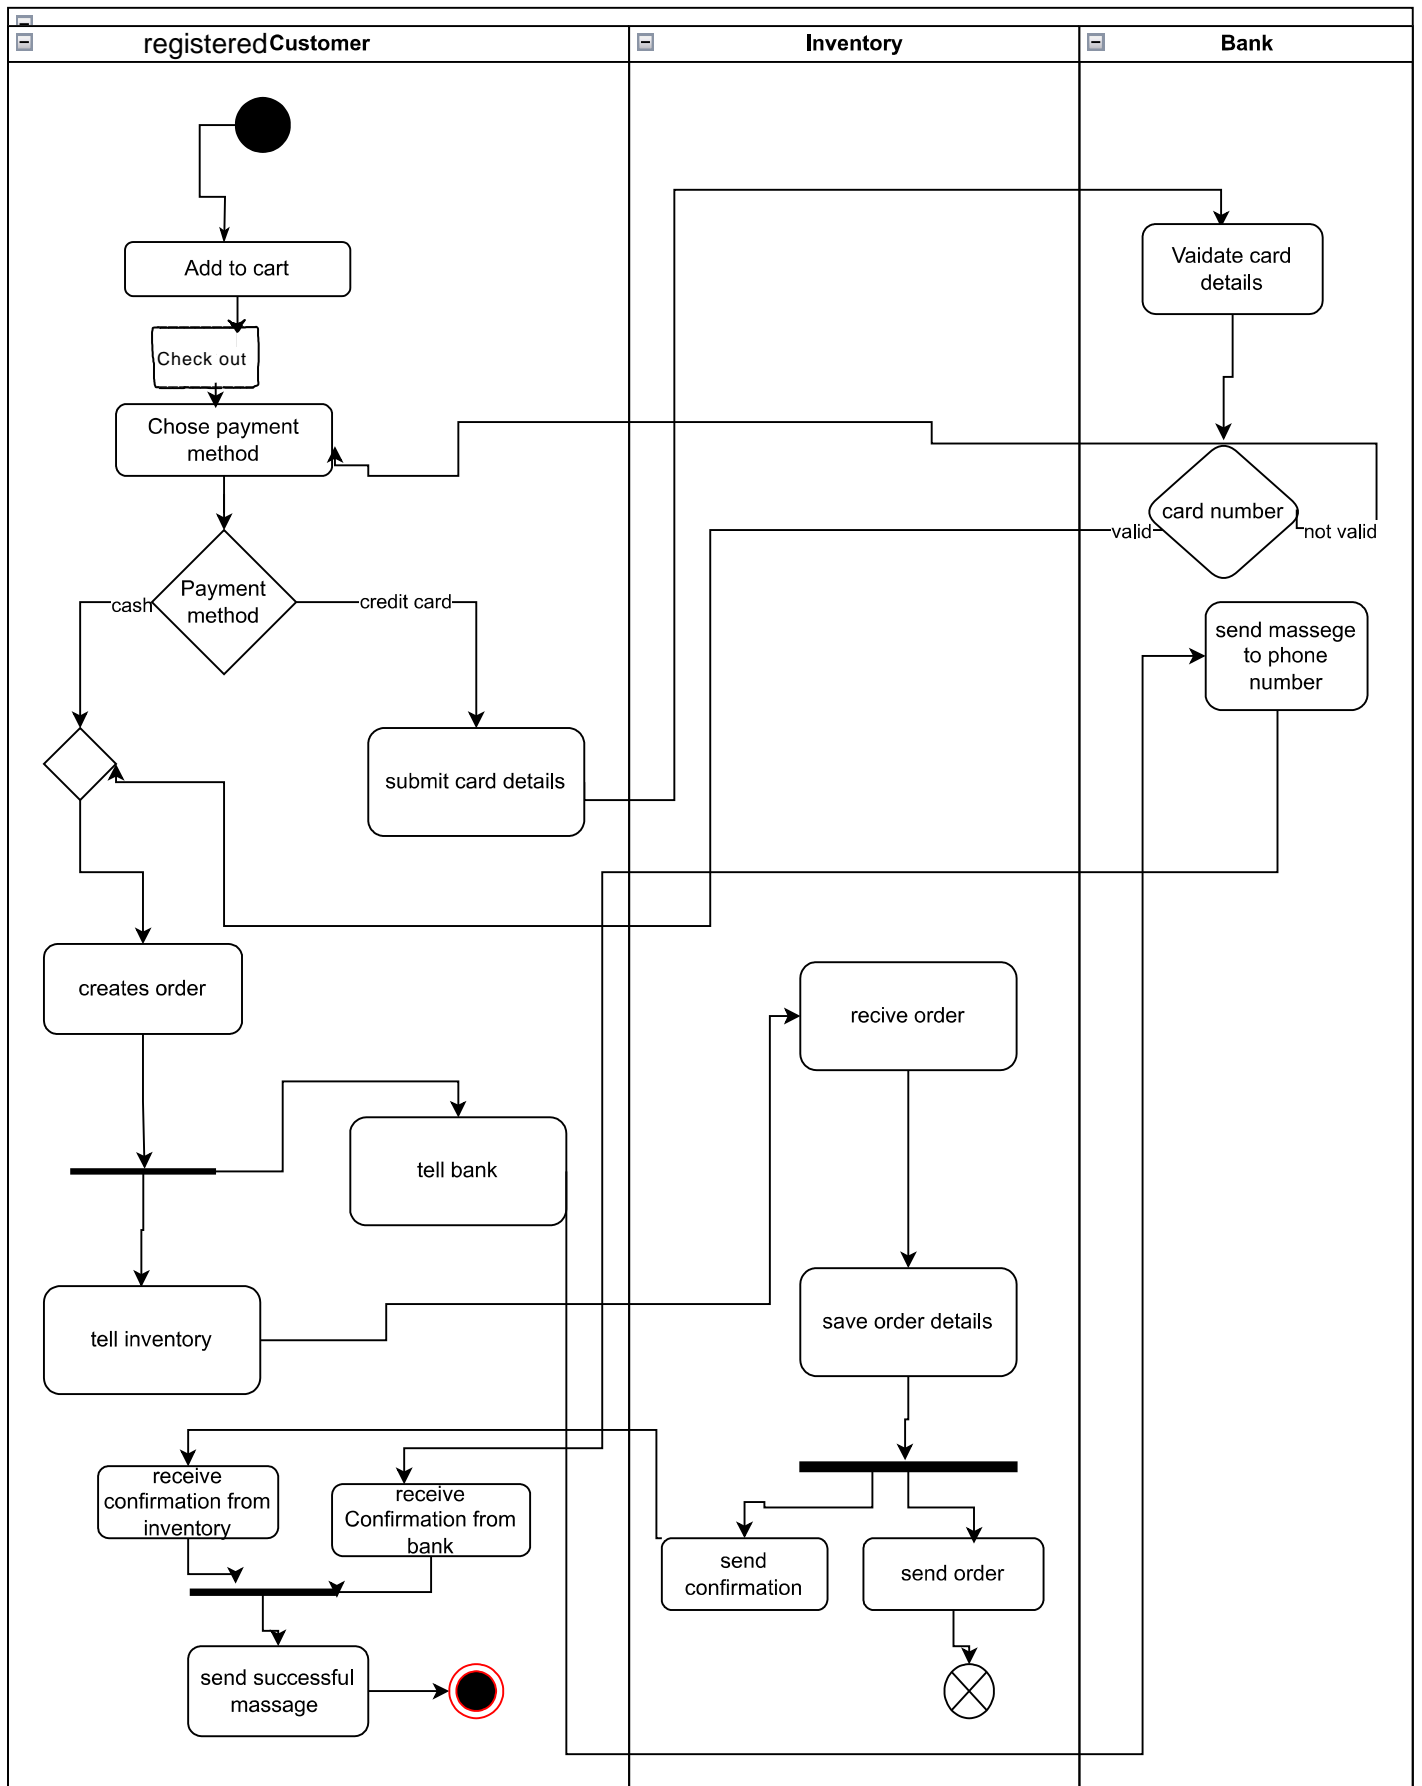 registered Customer
Inventory
Bank
Add to cart
Check out
Chose payment
method
Payment
method
cash
credit card
submit card details
creates order
tell bank
tell inventory
receive
confirmation from
inventory
receive
Confirmation from
bank
send successful
massage
recive order
save order details
send
confirmation
send order
Vaidate card
details
card number
valid
not valid
send massege
to phone
number